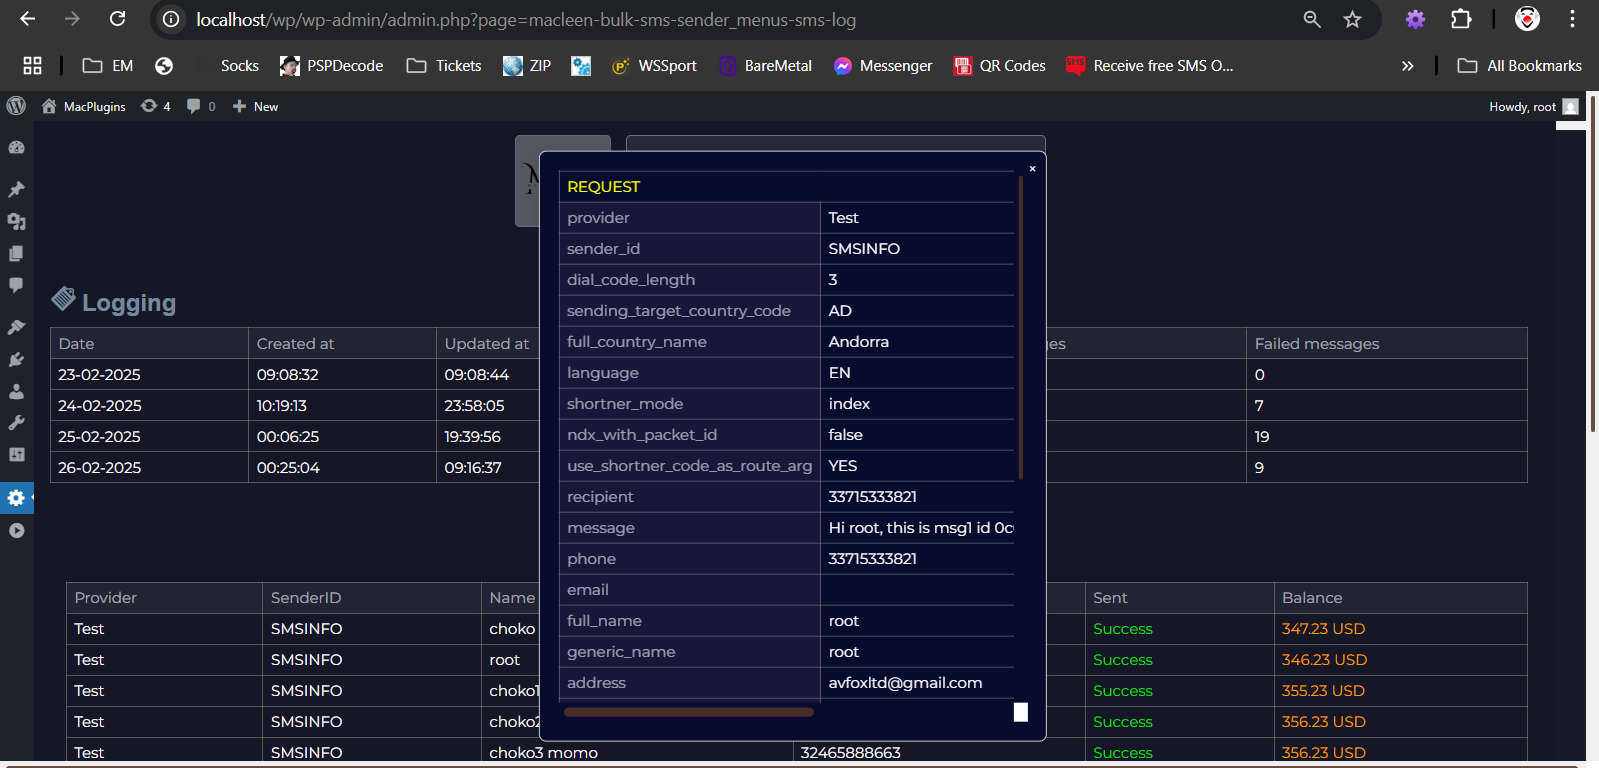 localhost/wp/wp-admin/admin.php?page=macleen-bulk-sms-sender_menus-sms-log
EM Socks PSPDecode Tickets ZIP WSSport BareMetal Messenger QR Codes SMS Receive free SMS O... » All Bookmarks
MacPlugins 4 0 + New Howdy, root
×
REQUEST
provider Test
sender_id SMSINFO
dial_code_length 3
sending_target_country_code AD
full_country_name Andorra
language EN
shortner_mode index
ndx_with_packet_id false
use_shortner_code_as_route_arg YES
recipient 33715333821
message Hi root, this is msg1 id
phone 33715333821
email
full_name root
generic_name root
address avfoxltd@gmail.com
Logging
Date Created at Updated at Failed messages
23-02-2025 09:08:32 09:08:44 0
24-02-2025 10:19:13 23:58:05 7
25-02-2025 00:06:25 19:39:56 19
26-02-2025 00:25:04 09:16:37 9
Provider SenderID Name Sent Balance
Test SMSINFO choko Success 347.23 USD
Test SMSINFO root Success 346.23 USD
Test SMSINFO choko1 Success 355.23 USD
Test SMSINFO choko2 Success 356.23 USD
Test SMSINFO choko3 momo 32465888663 Success 356.23 USD